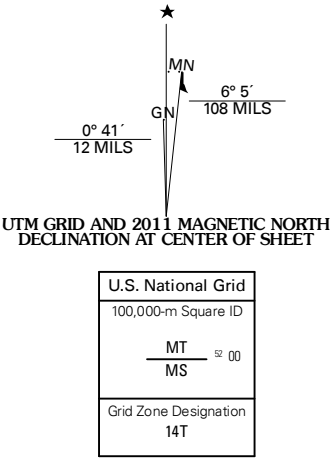 ★
MN
GN
6° 5´
108 MILS
0° 41´
12 MILS
UTM GRID AND 2011 MAGNETIC NORTH
DECLINATION AT CENTER OF SHEET
U.S. National Grid
100,000-m Square ID
MT
52 00
MS
Grid Zone Designation
14T